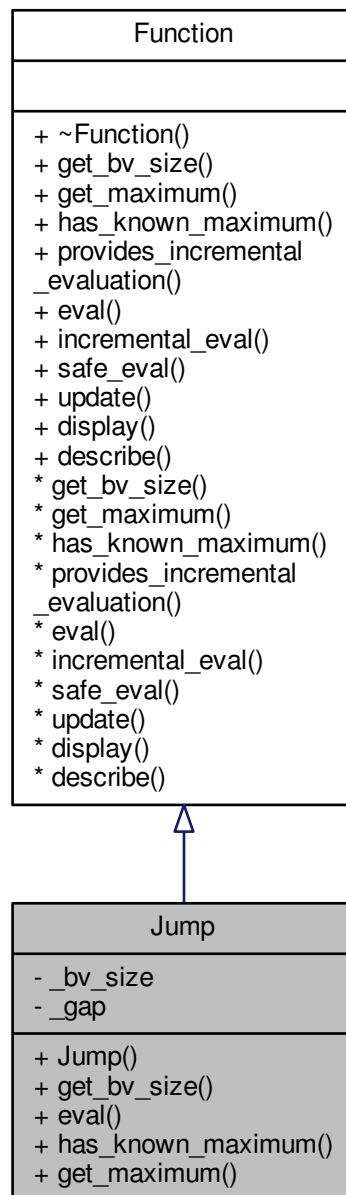 Function
+ ~Function()
+ get_bv_size()
+ get_maximum()
+ has_known_maximum()
+ provides_incremental
_evaluation()
+ eval()
+ incremental_eval()
+ safe_eval()
+ update()
+ display()
+ describe()
* get_bv_size()
* get_maximum()
* has_known_maximum()
* provides_incremental
_evaluation()
* eval()
* incremental_eval()
* safe_eval()
* update()
* display()
* describe()
Jump
- _bv_size
- _gap
+ Jump()
+ get_bv_size()
+ eval()
+ has_known_maximum()
+ get_maximum()